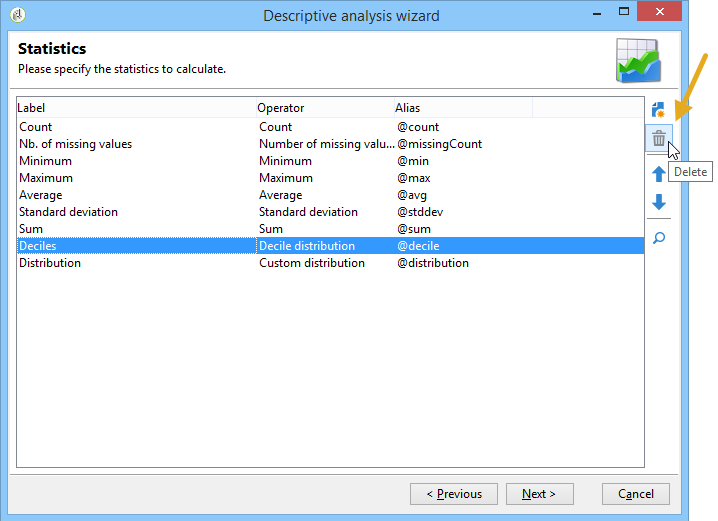 Descriptive analysis wizard
Statistics
Please specify the statistics to calculate.
Label Operator Alias
Count Count @count
Nb. of missing values Number of missing valu... @missingCount
Minimum Minimum @min
Maximum Maximum @max
Average Average @avg
Standard deviation Standard deviation @stddev
Sum Sum @sum
Deciles Decile distribution @decile
Distribution Custom distribution @distribution
Delete
< Previous Next > Cancel